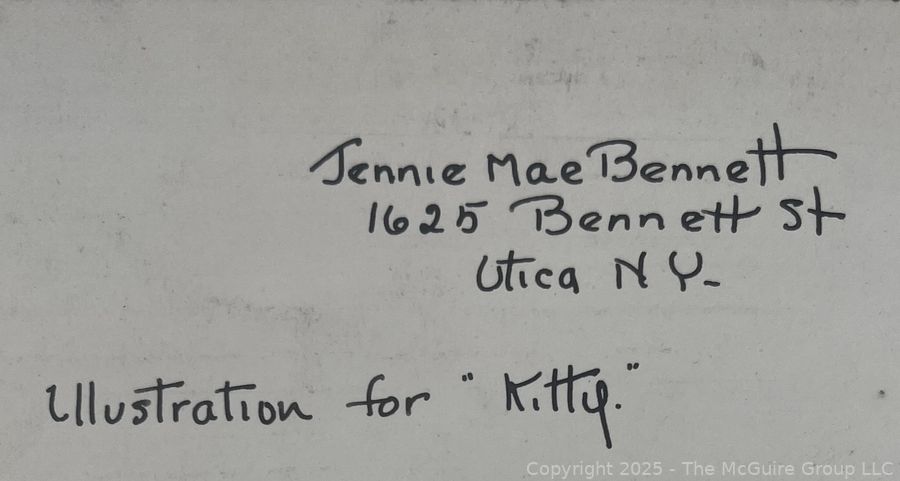 Jennie Mae Bennett
1625 Bennett St
Utica N Y-
Illustration for "Kitty."
Copyright 2025 - The McGuire Group LLC